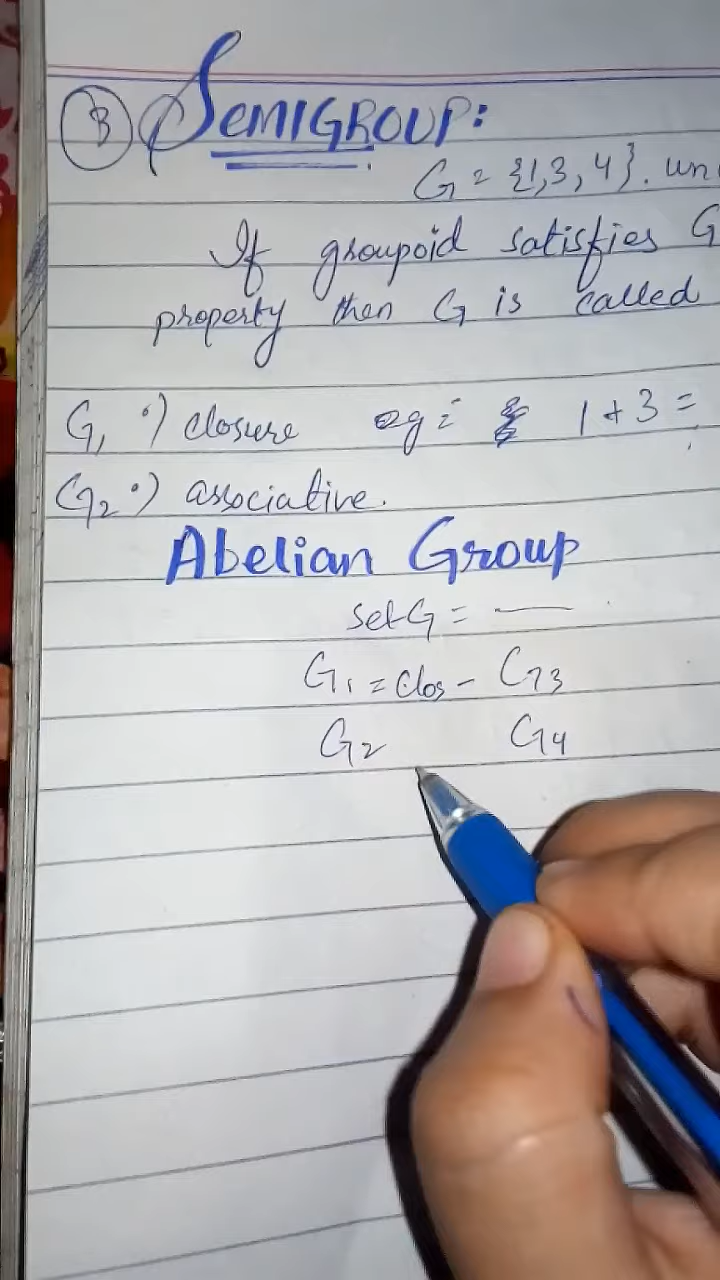 B SEMIGROUP:
G = {1,3,4}. un
If groupoid satisfies G
property then G is called
G1 :) closure eg: 1+3=
G2 :) associative.
Abelian Group
set G = —
G1 = Clos - G3
G2 G4